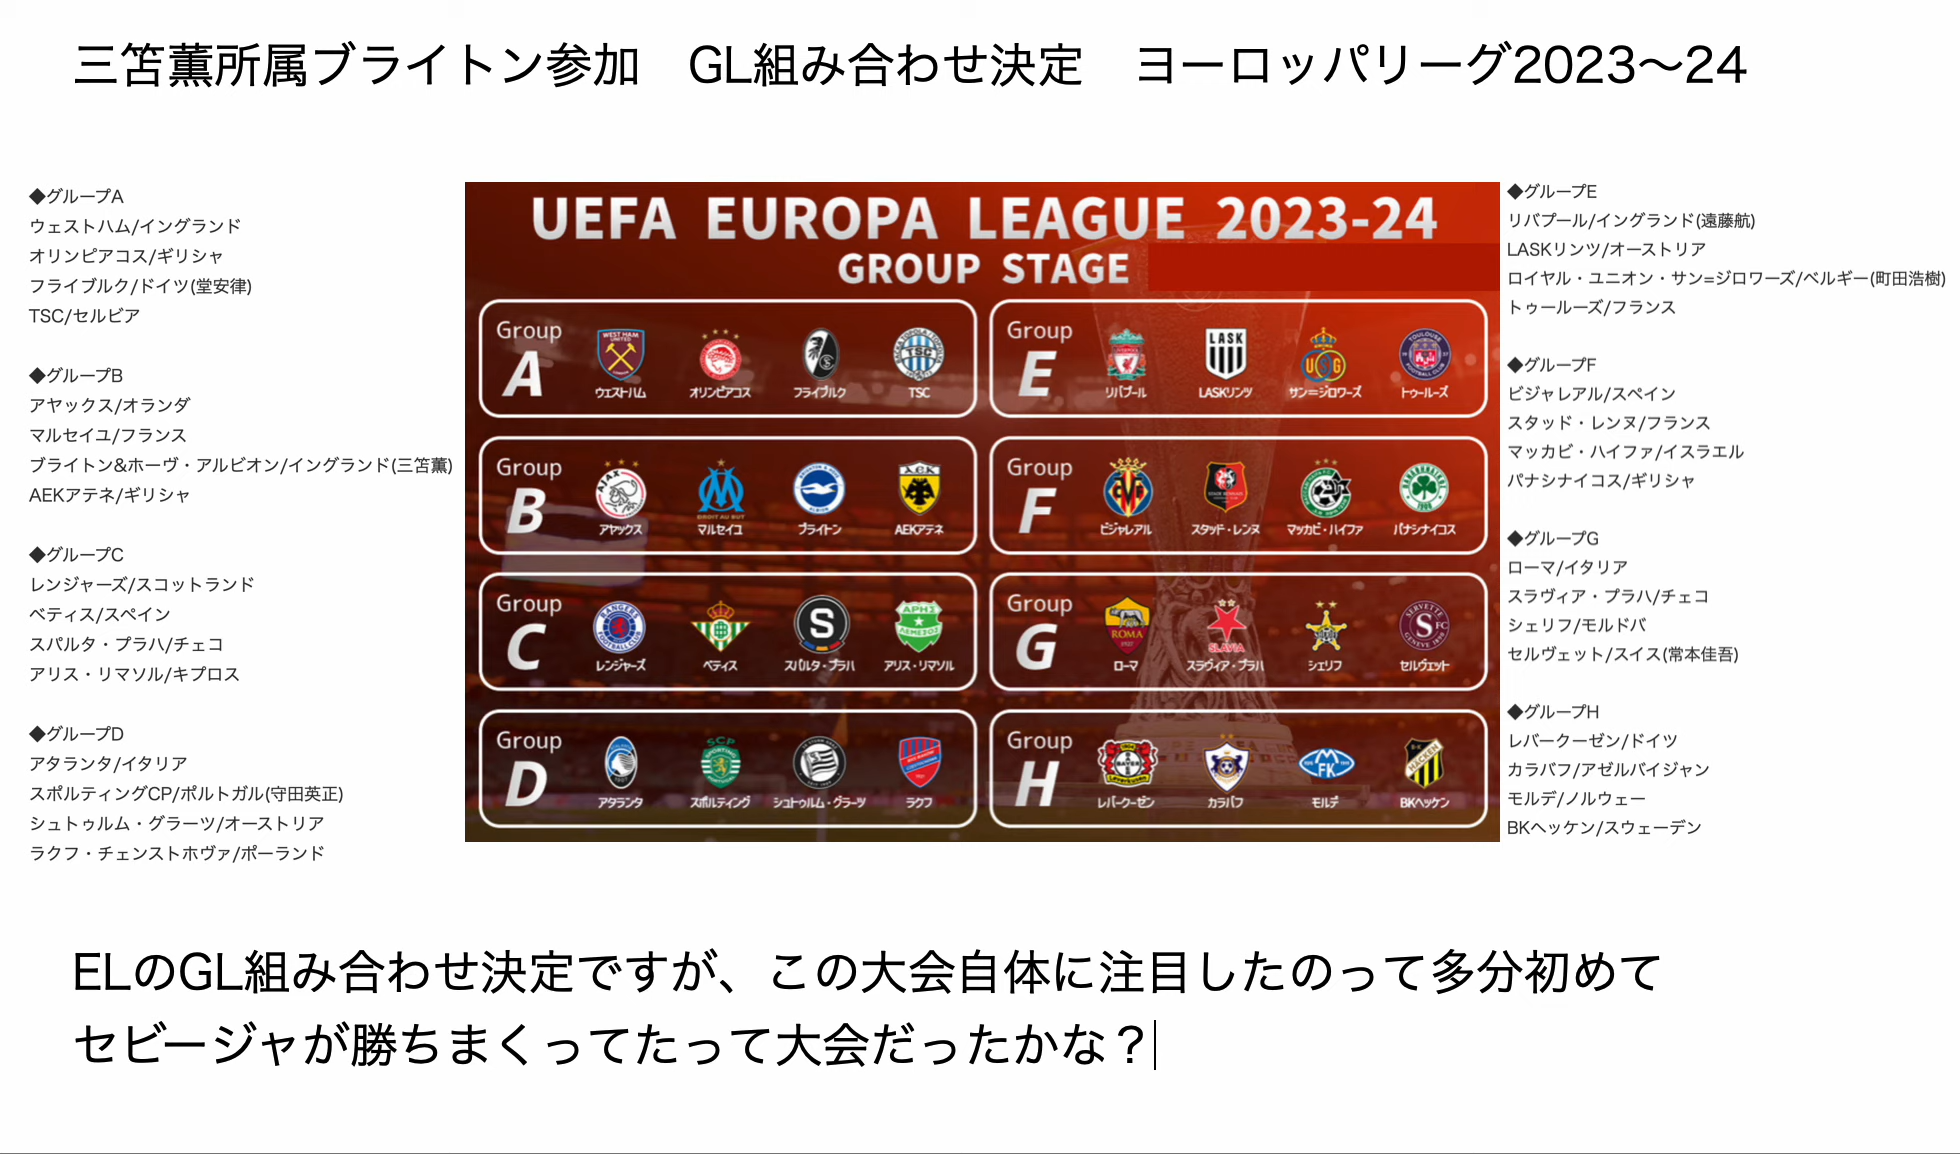 三笘薫所属ブライトン参加　GL組み合わせ決定　ヨーロッパリーグ2023〜24
◆グループA
ウェストハム/イングランド
オリンピアコス/ギリシャ
フライブルク/ドイツ(堂安律)
TSC/セルビア
◆グループB
アヤックス/オランダ
マルセイユ/フランス
ブライトン&ホーヴ・アルビオン/イングランド(三笘薫)
AEKアテネ/ギリシャ
◆グループC
レンジャーズ/スコットランド
ベティス/スペイン
スパルタ・プラハ/チェコ
アリス・リマソル/キプロス
◆グループD
アタランタ/イタリア
スポルティングCP/ポルトガル(守田英正)
シュトゥルム・グラーツ/オーストリア
ラクフ・チェンストホヴァ/ポーランド
UEFA EUROPA LEAGUE 2023-24
GROUP STAGE
Group A
ウェストハム オリンピアコス フライブルク TSC
Group B
アヤックス マルセイユ ブライトン AEKアテネ
Group C
レンジャーズ ベティス スパルタ・プラハ アリス・リマソル
Group D
アタランタ スポルティング シュトゥルム・グラーツ ラクフ
Group E
リバプール LASKリンツ サン=ジロワーズ トゥールーズ
Group F
ビジャレアル スタッド・レンヌ マッカビ・ハイファ パナシナイコス
Group G
ローマ スラヴィア・プラハ シェリフ セルヴェット
Group H
レバークーゼン カラバフ モルデ BKヘッケン
◆グループE
リバプール/イングランド(遠藤航)
LASKリンツ/オーストリア
ロイヤル・ユニオン・サン=ジロワーズ/ベルギー(町田浩樹)
トゥールーズ/フランス
◆グループF
ビジャレアル/スペイン
スタッド・レンヌ/フランス
マッカビ・ハイファ/イスラエル
パナシナイコス/ギリシャ
◆グループG
ローマ/イタリア
スラヴィア・プラハ/チェコ
シェリフ/モルドバ
セルヴェット/スイス(常本佳吾)
◆グループH
レバークーゼン/ドイツ
カラバフ/アゼルバイジャン
モルデ/ノルウェー
BKヘッケン/スウェーデン
ELのGL組み合わせ決定ですが、この大会自体に注目したのって多分初めて
セビージャが勝ちまくってたって大会だったかな？